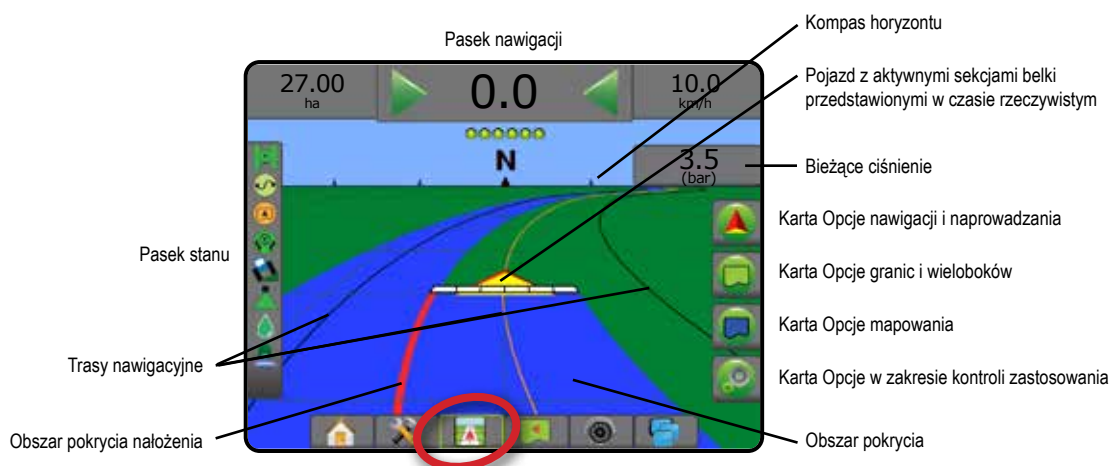 Kompas horyzontu
Pasek nawigacji
Pojazd z aktywnymi sekcjami belki
przedstawionymi w czasie rzeczywistym
27.00
ha
0.0
10.0
km/h
N
3.5
(bar)
Bieżące ciśnienie
Karta Opcje nawigacji i naprowadzania
Pasek stanu
Karta Opcje granic i wieloboków
Karta Opcje mapowania
Trasy nawigacyjne
Karta Opcje w zakresie kontroli zastosowania
Obszar pokrycia nałożenia
Obszar pokrycia